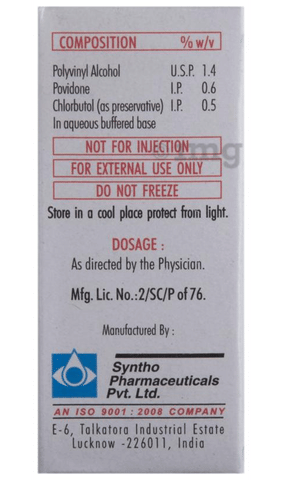 COMPOSITION % w/v
Polyvinyl Alcohol U.S.P. 1.4
Povidone I.P. 0.6
Chlorbutol (as preservative) I.P. 0.5
In aqueous buffered base
NOT FOR INJECTION
1mg
FOR EXTERNAL USE ONLY
DO NOT FREEZE
Store in a cool place protect from light.
DOSAGE :
As directed by the Physician.
Mfg. Lic. No.:2/SC/P of 76.
Manufactured By :
Syntho
Pharmaceuticals
Pvt. Ltd.
AN ISO 9001 : 2008 COMPANY
E-6, Talkatora Industrial Estate
Lucknow -226011, India